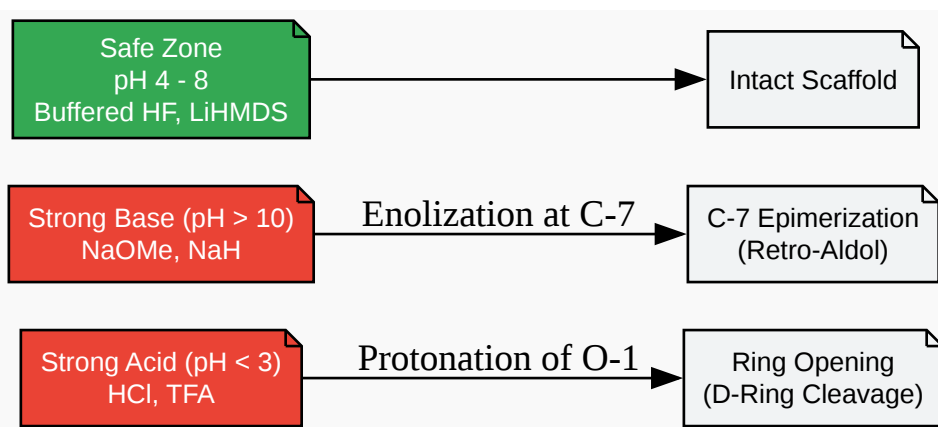 Safe Zone
pH 4 - 8
Buffered HF, LiHMDS
Intact Scaffold
Strong Base (pH > 10)
NaOMe, NaH
Enolization at C-7
C-7 Epimerization
(Retro-Aldol)
Strong Acid (pH < 3)
HCl, TFA
Protonation of O-1
Ring Opening
(D-Ring Cleavage)